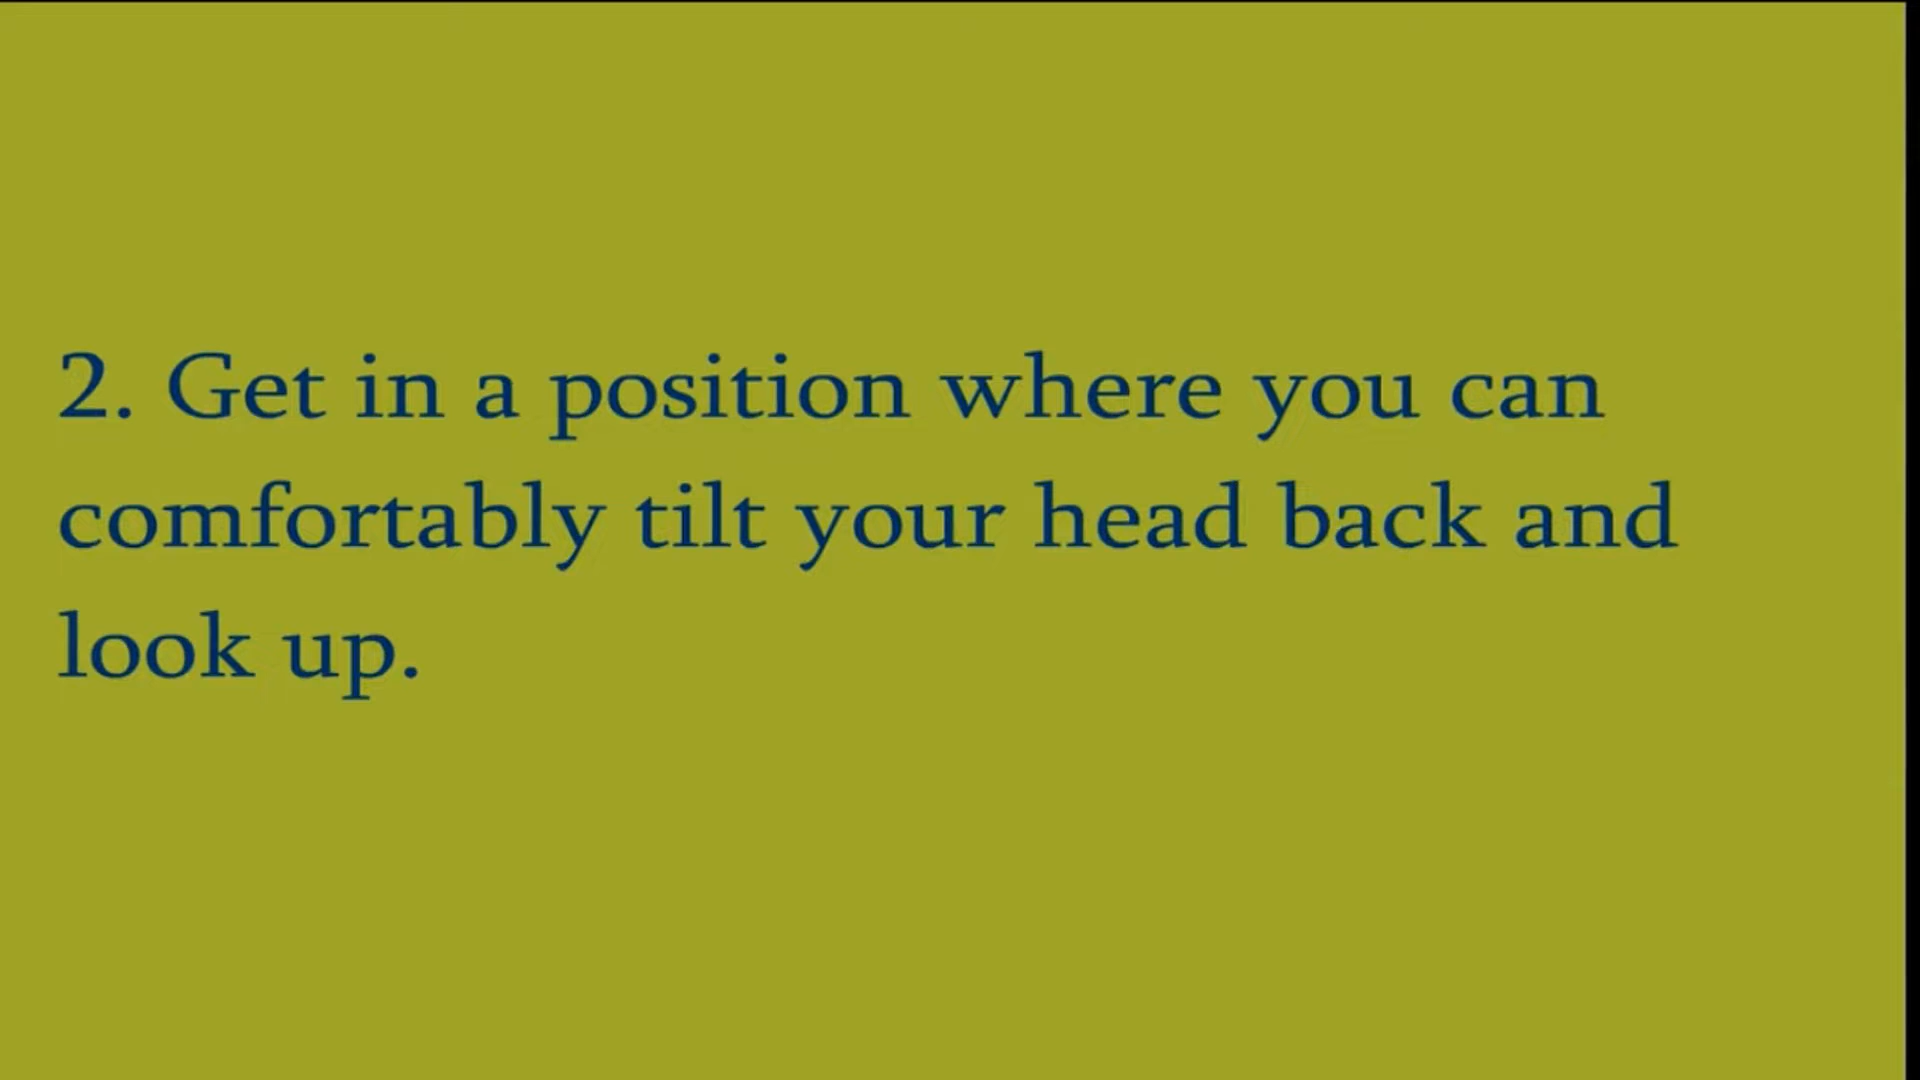 2. Get in a position where you can
comfortably tilt your head back and
look up.